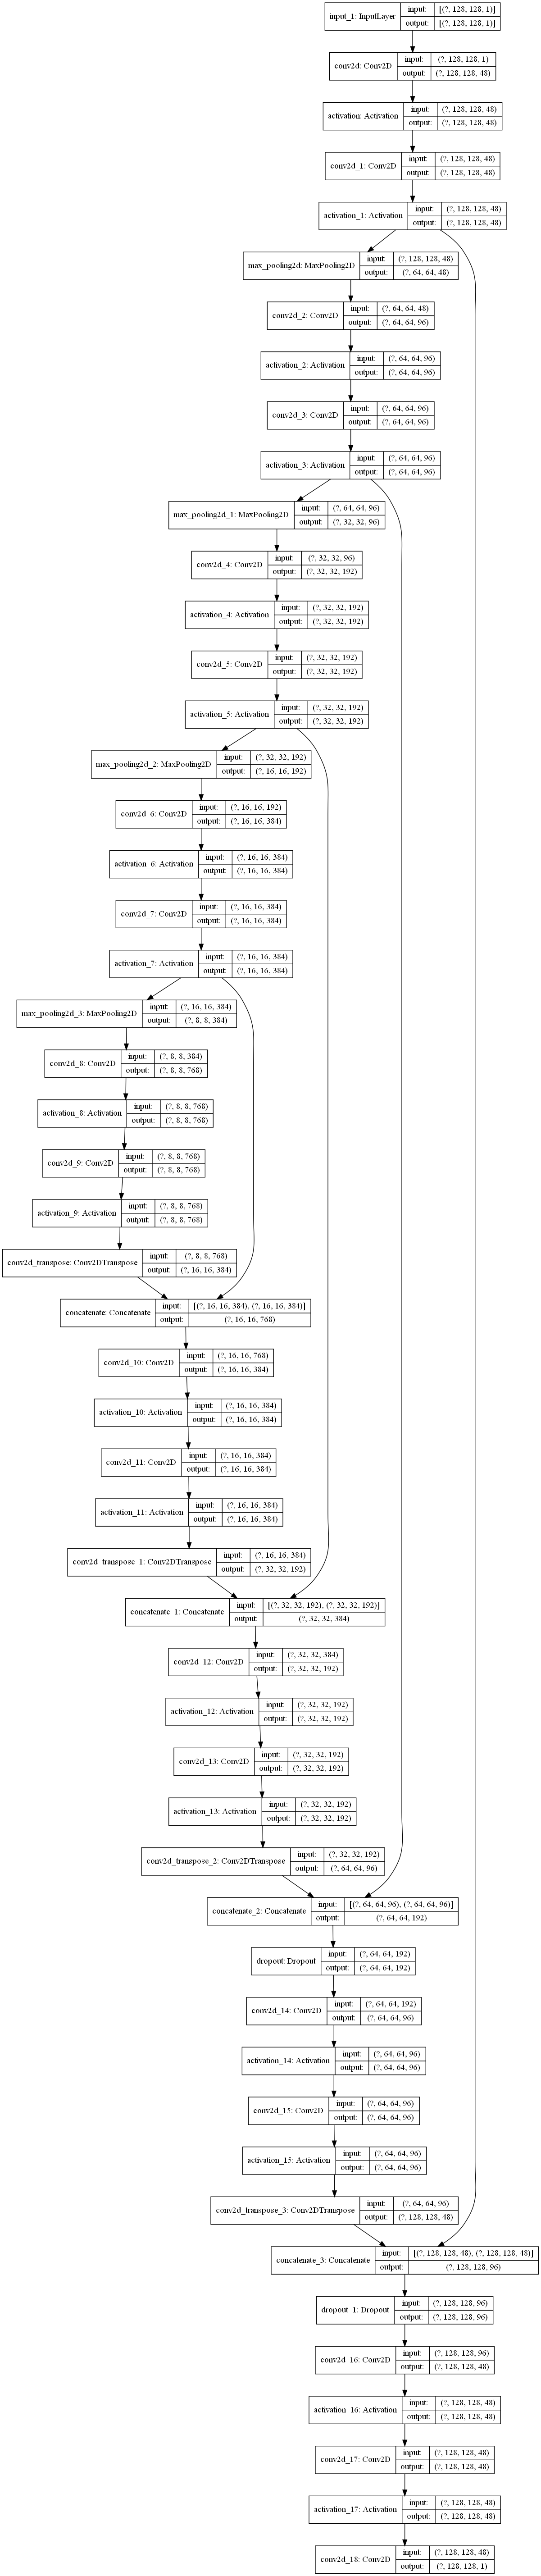 input_1: InputLayer
input: [(?, 128, 128, 1)]
output: [(?, 128, 128, 1)]
conv2d: Conv2D
input: (?, 128, 128, 1)
output: (?, 128, 128, 48)
activation: Activation
input: (?, 128, 128, 48)
output: (?, 128, 128, 48)
conv2d_1: Conv2D
input: (?, 128, 128, 48)
output: (?, 128, 128, 48)
activation_1: Activation
input: (?, 128, 128, 48)
output: (?, 128, 128, 48)
max_pooling2d: MaxPooling2D
input: (?, 128, 128, 48)
output: (?, 64, 64, 48)
conv2d_2: Conv2D
input: (?, 64, 64, 48)
output: (?, 64, 64, 96)
activation_2: Activation
input: (?, 64, 64, 96)
output: (?, 64, 64, 96)
conv2d_3: Conv2D
input: (?, 64, 64, 96)
output: (?, 64, 64, 96)
activation_3: Activation
input: (?, 64, 64, 96)
output: (?, 64, 64, 96)
max_pooling2d_1: MaxPooling2D
input: (?, 64, 64, 96)
output: (?, 32, 32, 96)
conv2d_4: Conv2D
input: (?, 32, 32, 96)
output: (?, 32, 32, 192)
activation_4: Activation
input: (?, 32, 32, 192)
output: (?, 32, 32, 192)
conv2d_5: Conv2D
input: (?, 32, 32, 192)
output: (?, 32, 32, 192)
activation_5: Activation
input: (?, 32, 32, 192)
output: (?, 32, 32, 192)
max_pooling2d_2: MaxPooling2D
input: (?, 32, 32, 192)
output: (?, 16, 16, 192)
conv2d_6: Conv2D
input: (?, 16, 16, 192)
output: (?, 16, 16, 384)
activation_6: Activation
input: (?, 16, 16, 384)
output: (?, 16, 16, 384)
conv2d_7: Conv2D
input: (?, 16, 16, 384)
output: (?, 16, 16, 384)
activation_7: Activation
input: (?, 16, 16, 384)
output: (?, 16, 16, 384)
max_pooling2d_3: MaxPooling2D
input: (?, 16, 16, 384)
output: (?, 8, 8, 384)
conv2d_8: Conv2D
input: (?, 8, 8, 384)
output: (?, 8, 8, 768)
activation_8: Activation
input: (?, 8, 8, 768)
output: (?, 8, 8, 768)
conv2d_9: Conv2D
input: (?, 8, 8, 768)
output: (?, 8, 8, 768)
activation_9: Activation
input: (?, 8, 8, 768)
output: (?, 8, 8, 768)
conv2d_transpose: Conv2DTranspose
input: (?, 8, 8, 768)
output: (?, 16, 16, 384)
concatenate: Concatenate
input: [(?, 16, 16, 384), (?, 16, 16, 384)]
output: (?, 16, 16, 768)
conv2d_10: Conv2D
input: (?, 16, 16, 768)
output: (?, 16, 16, 384)
activation_10: Activation
input: (?, 16, 16, 384)
output: (?, 16, 16, 384)
conv2d_11: Conv2D
input: (?, 16, 16, 384)
output: (?, 16, 16, 384)
activation_11: Activation
input: (?, 16, 16, 384)
output: (?, 16, 16, 384)
conv2d_transpose_1: Conv2DTranspose
input: (?, 16, 16, 384)
output: (?, 32, 32, 192)
concatenate_1: Concatenate
input: [(?, 32, 32, 192), (?, 32, 32, 192)]
output: (?, 32, 32, 384)
conv2d_12: Conv2D
input: (?, 32, 32, 384)
output: (?, 32, 32, 192)
activation_12: Activation
input: (?, 32, 32, 192)
output: (?, 32, 32, 192)
conv2d_13: Conv2D
input: (?, 32, 32, 192)
output: (?, 32, 32, 192)
activation_13: Activation
input: (?, 32, 32, 192)
output: (?, 32, 32, 192)
conv2d_transpose_2: Conv2DTranspose
input: (?, 32, 32, 192)
output: (?, 64, 64, 96)
concatenate_2: Concatenate
input: [(?, 64, 64, 96), (?, 64, 64, 96)]
output: (?, 64, 64, 192)
dropout: Dropout
input: (?, 64, 64, 192)
output: (?, 64, 64, 192)
conv2d_14: Conv2D
input: (?, 64, 64, 192)
output: (?, 64, 64, 96)
activation_14: Activation
input: (?, 64, 64, 96)
output: (?, 64, 64, 96)
conv2d_15: Conv2D
input: (?, 64, 64, 96)
output: (?, 64, 64, 96)
activation_15: Activation
input: (?, 64, 64, 96)
output: (?, 64, 64, 96)
conv2d_transpose_3: Conv2DTranspose
input: (?, 64, 64, 96)
output: (?, 128, 128, 48)
concatenate_3: Concatenate
input: [(?, 128, 128, 48), (?, 128, 128, 48)]
output: (?, 128, 128, 96)
dropout_1: Dropout
input: (?, 128, 128, 96)
output: (?, 128, 128, 96)
conv2d_16: Conv2D
input: (?, 128, 128, 96)
output: (?, 128, 128, 48)
activation_16: Activation
input: (?, 128, 128, 48)
output: (?, 128, 128, 48)
conv2d_17: Conv2D
input: (?, 128, 128, 48)
output: (?, 128, 128, 48)
activation_17: Activation
input: (?, 128, 128, 48)
output: (?, 128, 128, 48)
conv2d_18: Conv2D
input: (?, 128, 128, 48)
output: (?, 128, 128, 1)